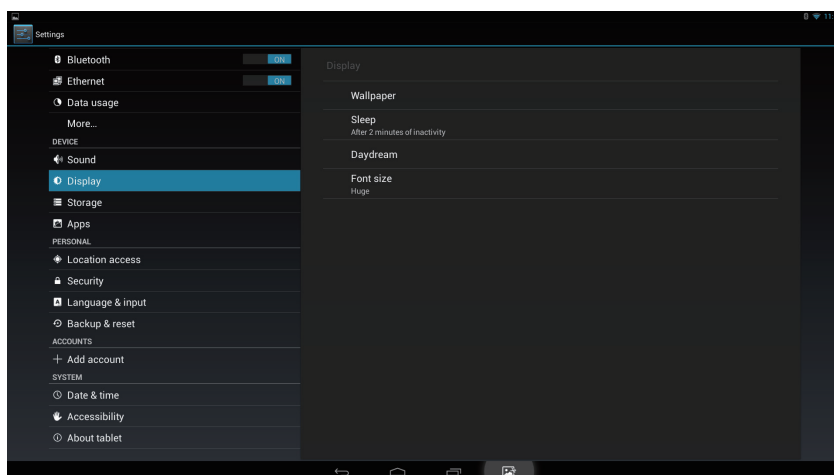 11:
Settings
Bluetooth ON
Ethernet ON
Data usage
More...
DEVICE
Sound
Display
Storage
Apps
PERSONAL
Location access
Security
Language & input
Backup & reset
ACCOUNTS
Add account
SYSTEM
Date & time
Accessibility
About tablet
Display
Wallpaper
Sleep
After 2 minutes of inactivity
Daydream
Font size
Huge